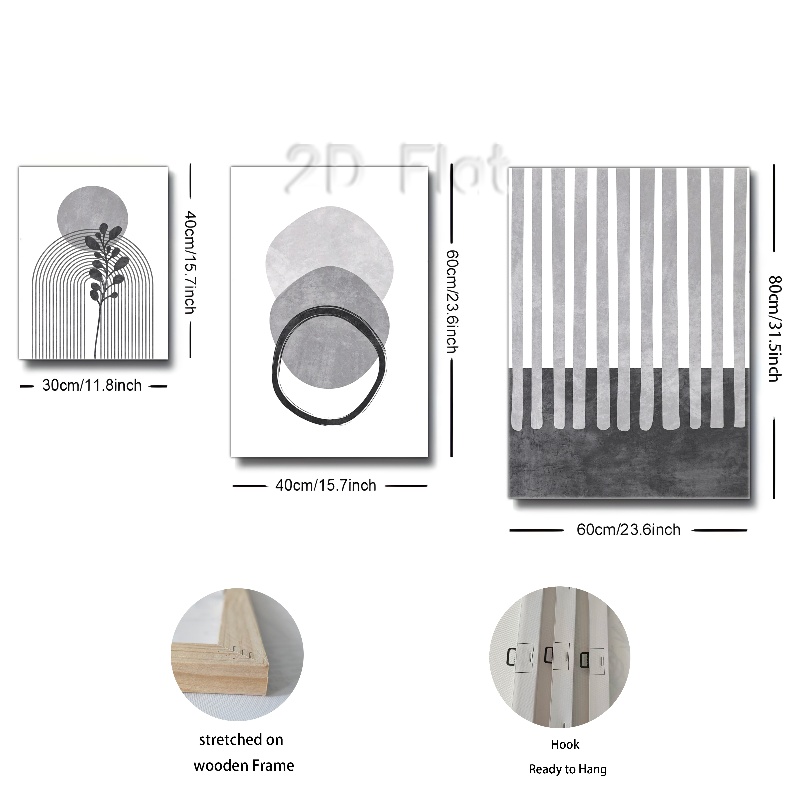 2D Flat
40cm/15.7inch
60cm/23.6inch
80cm/31.5inch
30cm/11.8inch
40cm/15.7inch
60cm/23.6inch
stretched on
wooden Frame
Hook
Ready to Hang